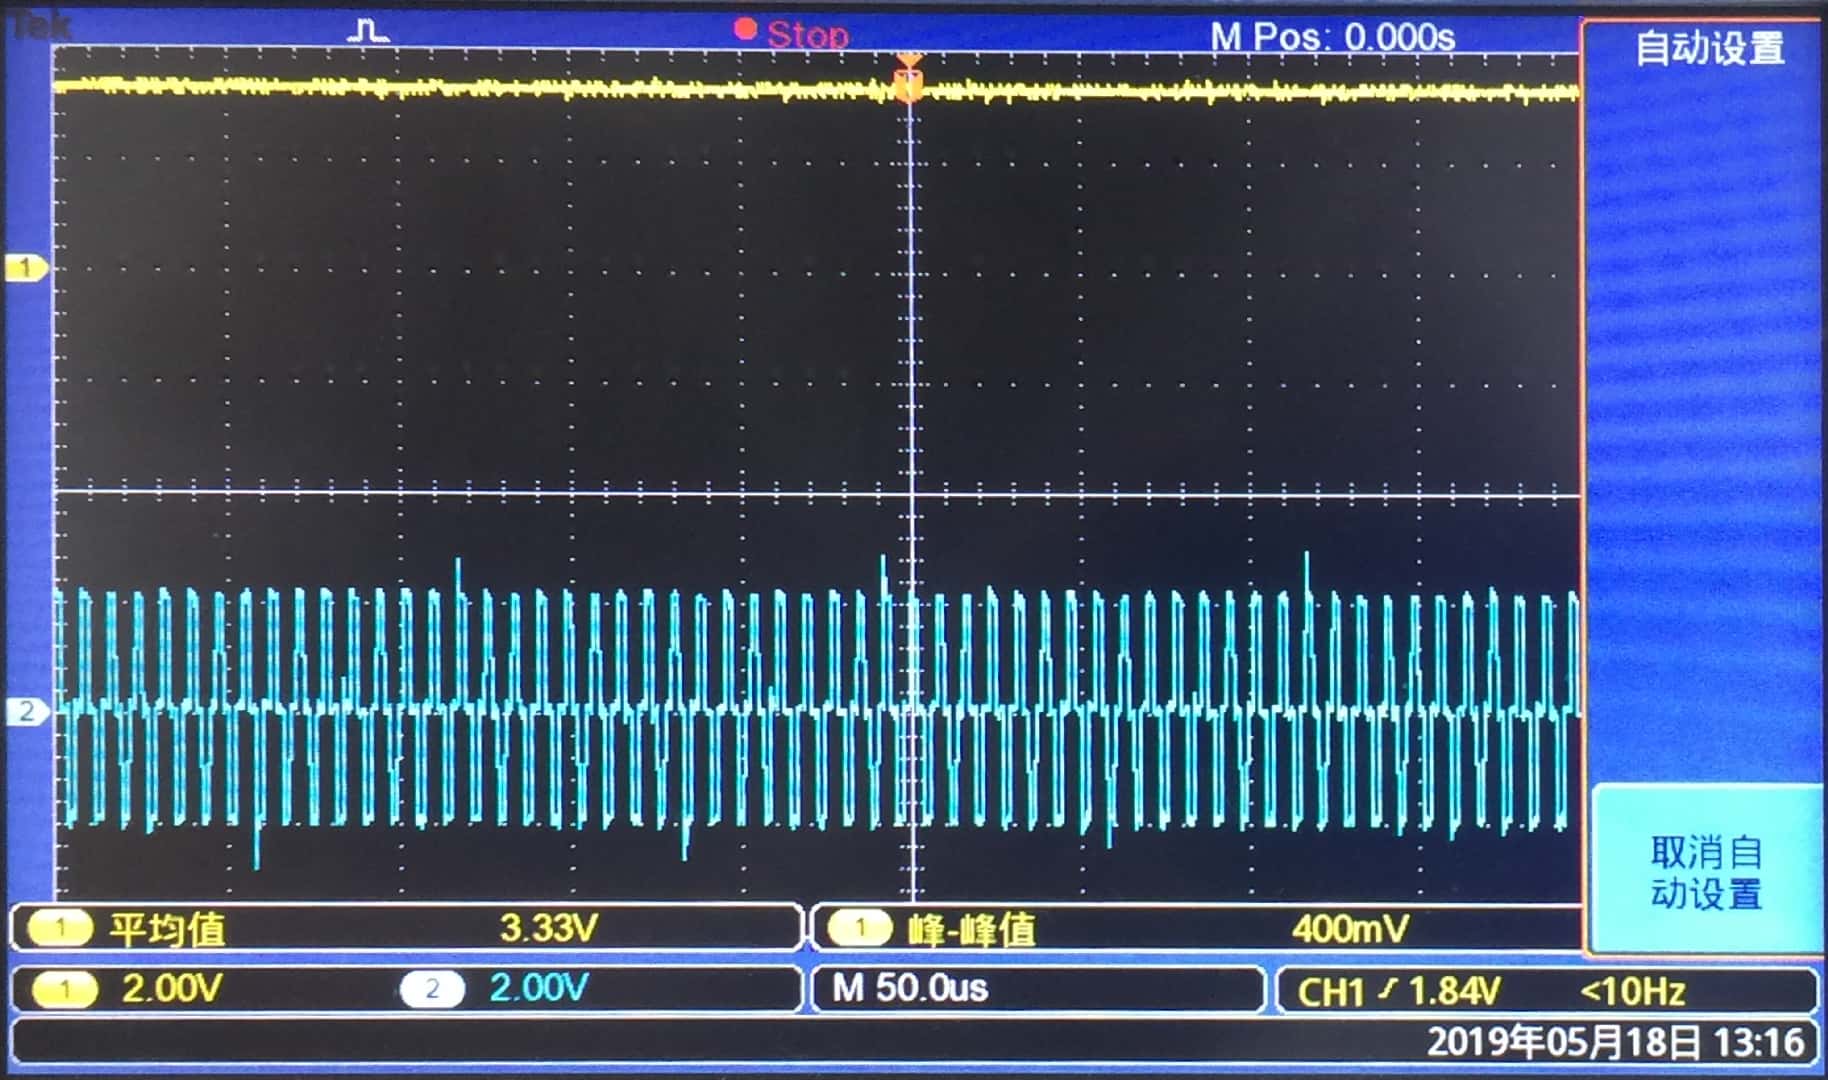 Tek
Stop
M Pos: 0.000s
自动设置
T
1
2
取消自
动设置
1 平均值 3.33V
1 峰-峰值 400mV
1 2.00V 2 2.00V
M 50.0us
CH1 1.84V <10Hz
2019年05月18日 13:16